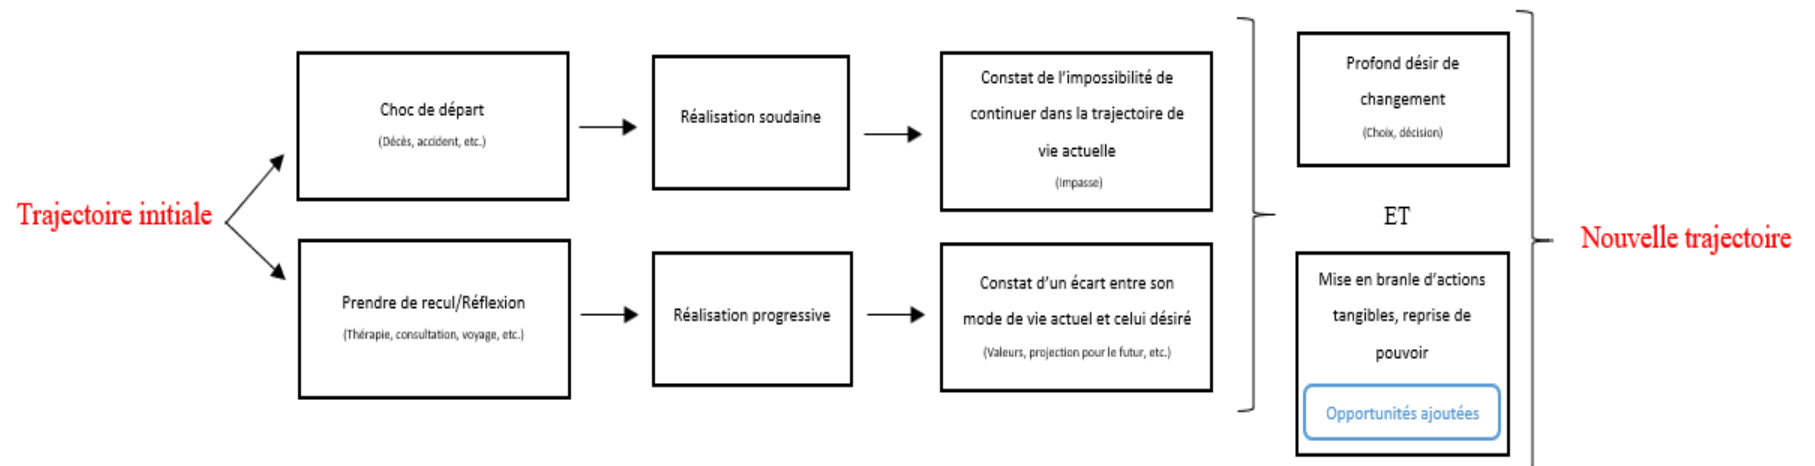 Trajectoire initiale
Choc de départ
(Décès, accident, etc.)
Réalisation soudaine
Constat de l'impossibilité de
continuer dans la trajectoire de
vie actuelle
(Impasse)
Prendre de recul/Réflexion
(Thérapie, consultation, voyage, etc.)
Réalisation progressive
Constat d'un écart entre son
mode de vie actuel et celui désiré
(Valeurs, projection pour le futur, etc.)
Profond désir de
changement
(Choix, décision)
ET
Mise en branle d'actions
tangibles, reprise de
pouvoir
Opportunités ajoutées
Nouvelle trajectoire